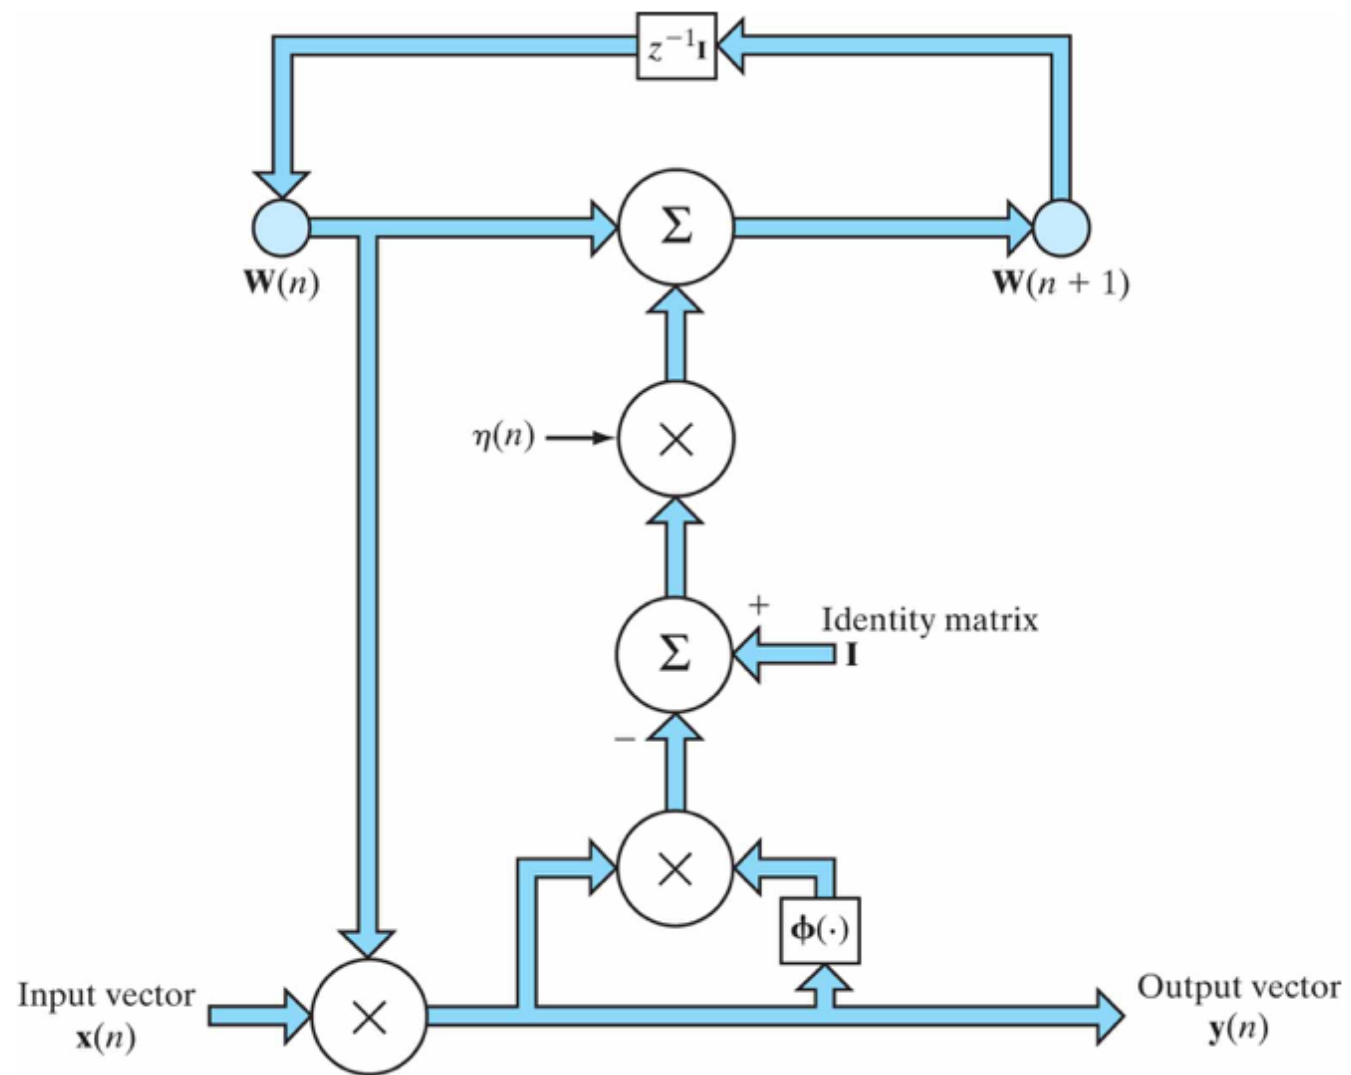 z⁻¹I
Σ
W(n)
W(n + 1)
η(n)
×
+
Identity matrix
Σ
I
−
×
ϕ(·)
Input vector
x(n)
×
Output vector
y(n)